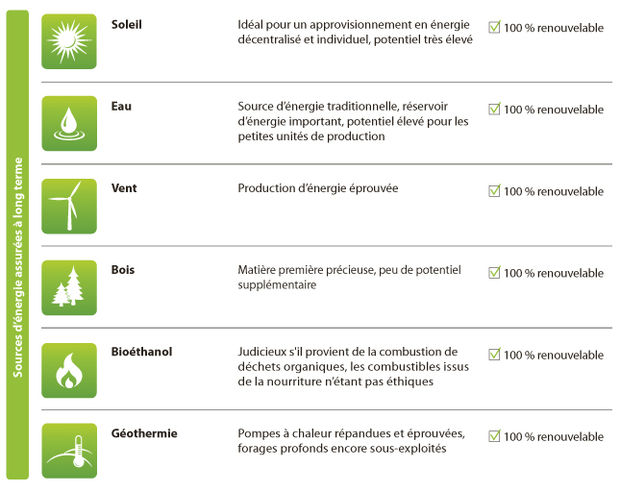 Sources d'énergie assurées à long terme
Soleil
Idéal pour un approvisionnement en énergie
décentralisé et individuel, potentiel très élevé
100 % renouvelable
Eau
Source d'énergie traditionnelle, réservoir
d'énergie important, potentiel élevé pour les
petites unités de production
100 % renouvelable
Vent
Production d'énergie éprouvée
100 % renouvelable
Bois
Matière première précieuse, peu de potentiel
supplémentaire
100 % renouvelable
Bioéthanol
Judicieux s'il provient de la combustion de
déchets organiques, les combustibles issus
de la nourriture n'étant pas éthiques
100 % renouvelable
Géothermie
Pompes à chaleur répandues et éprouvées,
forages profonds encore sous-exploités
100 % renouvelable